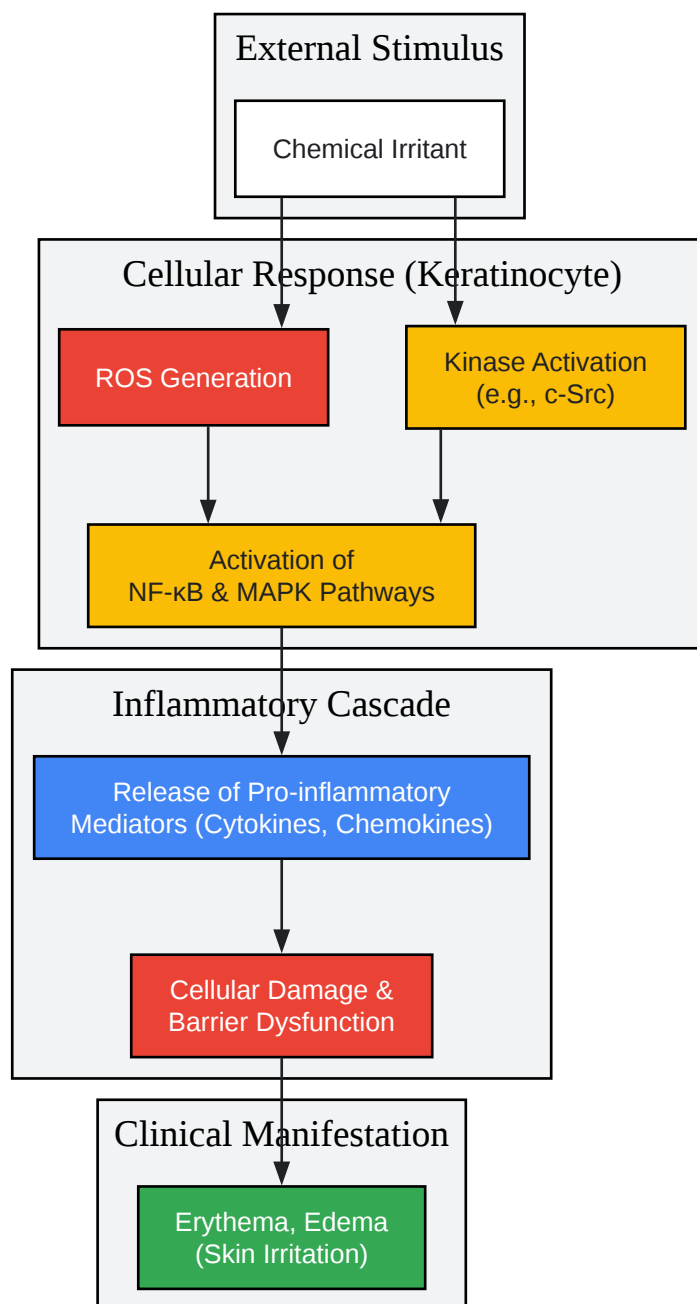 External Stimulus
Chemical Irritant
Cellular Response (Keratinocyte)
ROS Generation
Kinase Activation
(e.g., c-Src)
Activation of
NF-κB & MAPK Pathways
Inflammatory Cascade
Release of Pro-inflammatory
Mediators (Cytokines, Chemokines)
Cellular Damage &
Barrier Dysfunction
Clinical Manifestation
Erythema, Edema
(Skin Irritation)